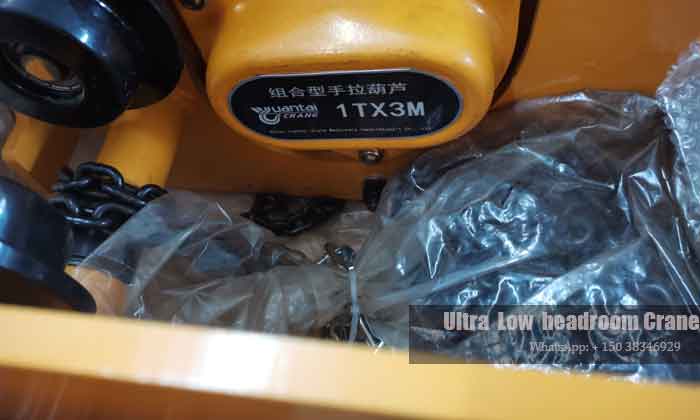 组合型手拉葫芦
Yuantai
CRANE
1TX3M
Ultra Low headroom Crane
WhatsApp: + 150 38346929